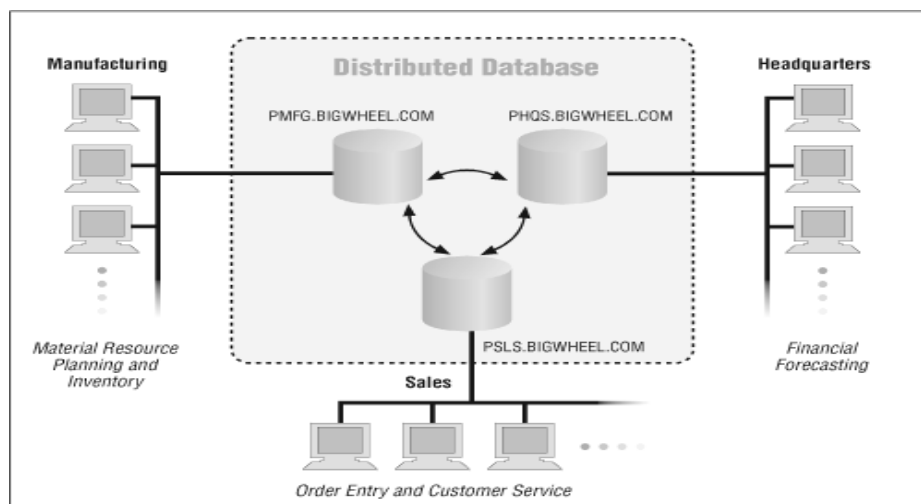 Distributed Database
Manufacturing
Headquarters
PMFG.BIGWHEEL.COM
PHQS.BIGWHEEL.COM
PSLS.BIGWHEEL.COM
Material Resource
Planning and
Inventory
Financial
Forecasting
Sales
Order Entry and Customer Service